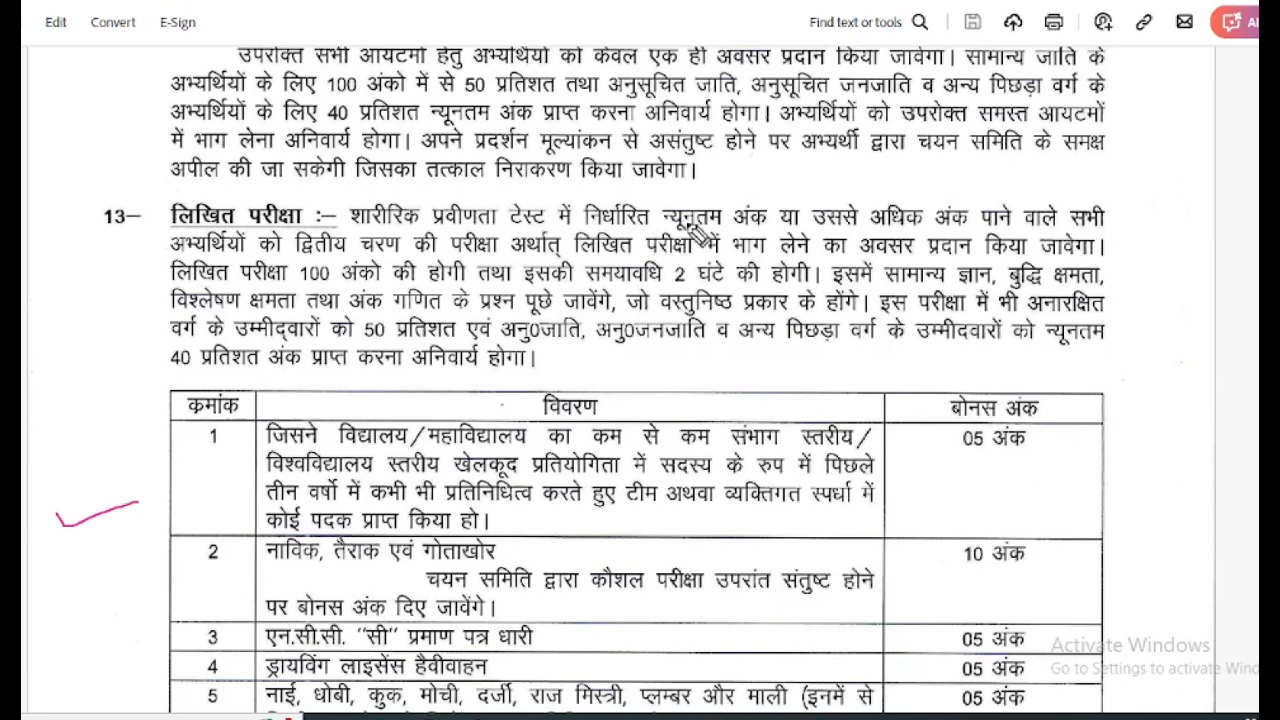 Edit Convert E-Sign Find text or tools
उपरोक्त सभी आयटमों हेतु अभ्यर्थियों को केवल एक ही अवसर प्रदान किया जावेगा। सामान्य जाति के
अभ्यर्थियों के लिए 100 अंको में से 50 प्रतिशत तथा अनुसूचित जाति, अनुसूचित जनजाति व अन्य पिछड़ा वर्ग के
अभ्यर्थियों के लिए 40 प्रतिशत न्यूनतम अंक प्राप्त करना अनिवार्य होगा। अभ्यर्थियों को उपरोक्त समस्त आयटमों
में भाग लेना अनिवार्य होगा। अपने प्रदर्शन मूल्यांकन से असंतुष्ट होने पर अभ्यर्थी द्वारा चयन समिति के समक्ष
अपील की जा सकेगी जिसका तत्काल निराकरण किया जावेगा।
13– लिखित परीक्षा :– शारीरिक प्रवीणता टेस्ट में निर्धारित न्यूनतम अंक या उससे अधिक अंक पाने वाले सभी
अभ्यर्थियों को द्वितीय चरण की परीक्षा अर्थात् लिखित परीक्षा में भाग लेने का अवसर प्रदान किया जावेगा।
लिखित परीक्षा 100 अंको की होगी तथा इसकी समयावधि 2 घंटे की होगी। इसमें सामान्य ज्ञान, बुद्धि क्षमता,
विश्लेषण क्षमता तथा अंक गणित के प्रश्न पूछे जावेंगे, जो वस्तुनिष्ठ प्रकार के होंगे। इस परीक्षा में भी अनारक्षित
वर्ग के उम्मीद्वारों को 50 प्रतिशत एवं अनु0जाति, अनु0जनजाति व अन्य पिछड़ा वर्ग के उम्मीदवारों को न्यूनतम
40 प्रतिशत अंक प्राप्त करना अनिवार्य होगा।
कमांक विवरण बोनस अंक
1 जिसने विद्यालय/महाविद्यालय का कम से कम संभाग स्तरीय/ 05 अंक
विश्वविद्यालय स्तरीय खेलकूद प्रतियोगिता में सदस्य के रुप में पिछले
तीन वर्षो में कभी भी प्रतिनिधित्व करते हुए टीम अथवा व्यक्तिगत स्पर्धा में
कोई पदक प्राप्त किया हो।
2 नाविक, तैराक एवं गोताखोर 10 अंक
चयन समिति द्वारा कौशल परीक्षा उपरांत संतुष्ट होने
पर बोनस अंक दिए जावेंगे।
3 एन.सी.सी. "सी" प्रमाण पत्र धारी 05 अंक
4 ड्रायविंग लाइसेंस हैवीवाहन 05 अंक
5 नाई, धोबी, कुक, मोची, दर्जी, राज मिस्त्री, प्लम्बर और माली (इनमें से 05 अंक
Activate Windows
Go to Settings to activate